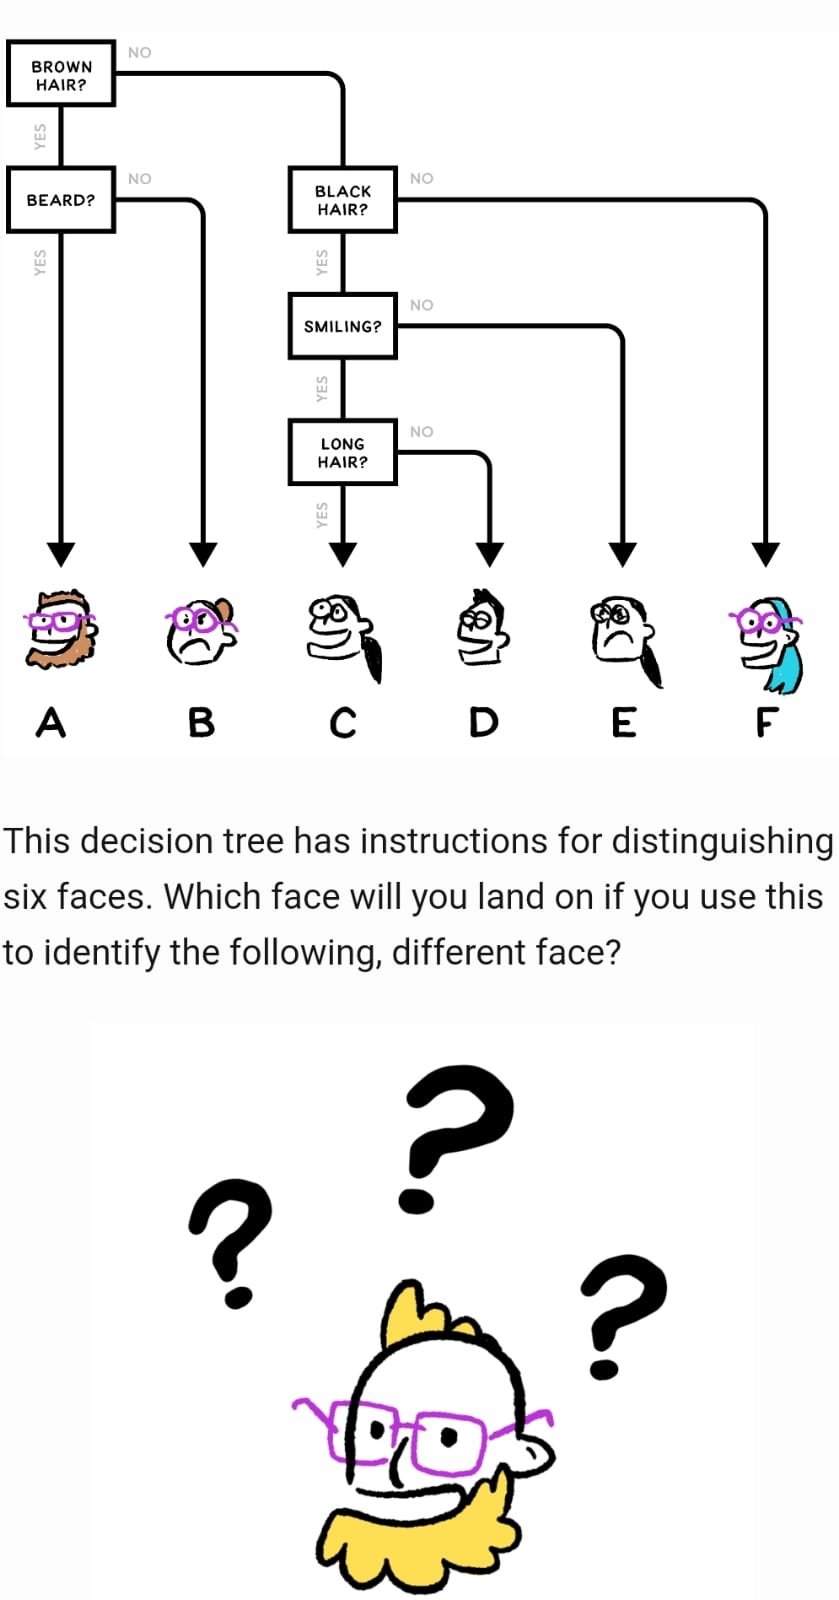 NO
BROWN
HAIR?
YES
NO
NO
BEARD?
BLACK
HAIR?
YES
YES
NO
SMILING?
YES
NO
LONG
HAIR?
YES
A B C D E F
This decision tree has instructions for distinguishing
six faces. Which face will you land on if you use this
to identify the following, different face?
?
?
?